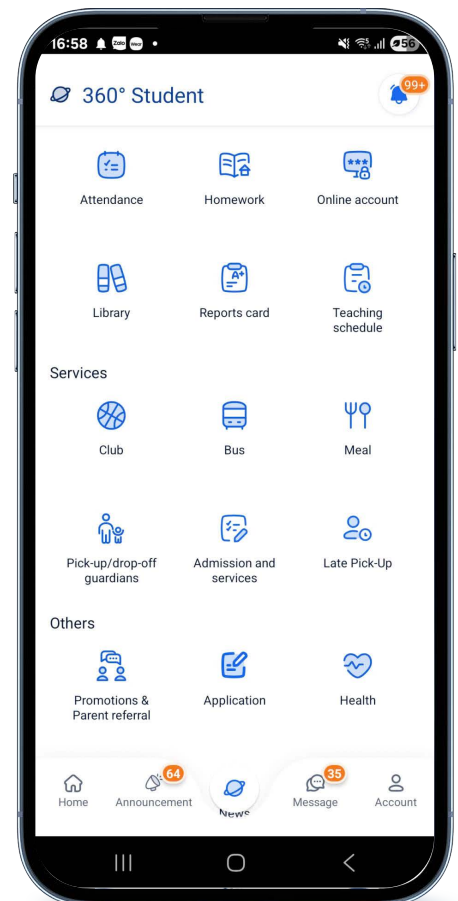 16:58
Zalo
56
360° Student
99+
Attendance
Homework
Online account
A+
Library
Reports card
Teaching
schedule
Services
Club
Bus
Meal
Pick-up/drop-off
guardians
Admission and
services
Late Pick-Up
Others
Promotions &
Parent referral
Application
Health
64
35
Home
Announcement
News
Message
Account